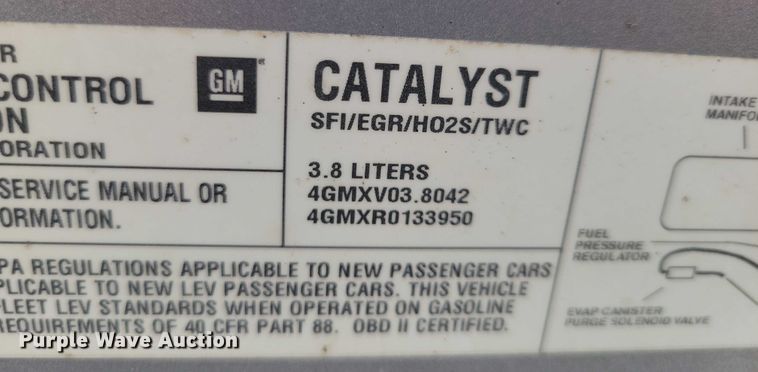 R
CONTROL
ON
ORATION
GM
CATALYST
SFI/EGR/HO2S/TWC
SERVICE MANUAL OR
ORMATION.
3.8 LITERS
4GMXV03.8042
4GMXR0133950
PA REGULATIONS APPLICABLE TO NEW PASSENGER CARS
PLICABLE TO NEW LEV PASSENGER CARS. THIS VEHICLE
LEET LEV STANDARDS WHEN OPERATED ON GASOLINE
REQUIREMENTS OF 40 CFR PART 88. OBD II CERTIFIED.
INTAKE
MANIFO
FUEL
PRESSURE
REGULATOR
EVAP CANISTER
PURGE SOLENOID VALVE
Purple Wave Auction